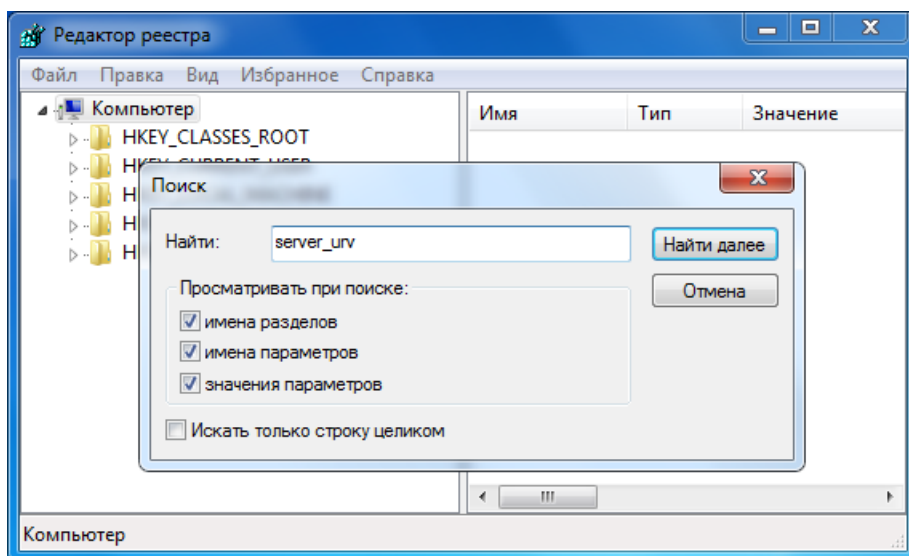 Редактор реестра
Файл Правка Вид Избранное Справка
Компьютер
Имя Тип Значение
HKEY_CLASSES_ROOT
HKEY_CURRENT_USER
Поиск
Найти: server_urv Найти далее
Отмена
Просматривать при поиске:
имена разделов
имена параметров
значения параметров
Искать только строку целиком
Компьютер